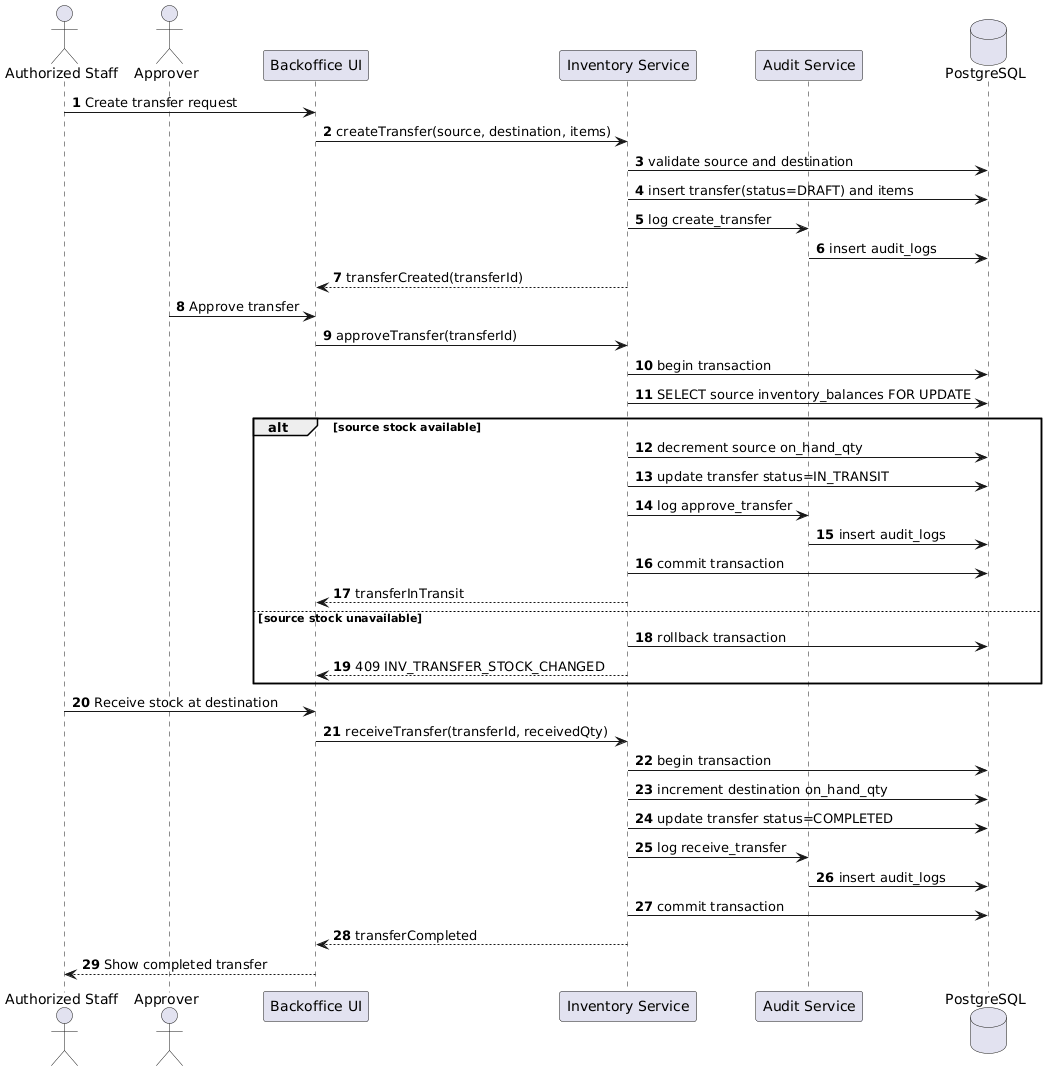 Authorized Staff
Approver
Backoffice UI
Inventory Service
Audit Service
PostgreSQL
1 Create transfer request
2 createTransfer(source, destination, items)
3 validate source and destination
4 insert transfer(status=DRAFT) and items
5 log create_transfer
6 insert audit_logs
7 transferCreated(transferId)
8 Approve transfer
9 approveTransfer(transferId)
10 begin transaction
11 SELECT source inventory_balances FOR UPDATE
alt [source stock available]
12 decrement source on_hand_qty
13 update transfer status=IN_TRANSIT
14 log approve_transfer
15 insert audit_logs
16 commit transaction
17 transferInTransit
[source stock unavailable]
18 rollback transaction
19 409 INV_TRANSFER_STOCK_CHANGED
20 Receive stock at destination
21 receiveTransfer(transferId, receivedQty)
22 begin transaction
23 increment destination on_hand_qty
24 update transfer status=COMPLETED
25 log receive_transfer
26 insert audit_logs
27 commit transaction
28 transferCompleted
29 Show completed transfer
Authorized Staff
Approver
Backoffice UI
Inventory Service
Audit Service
PostgreSQL